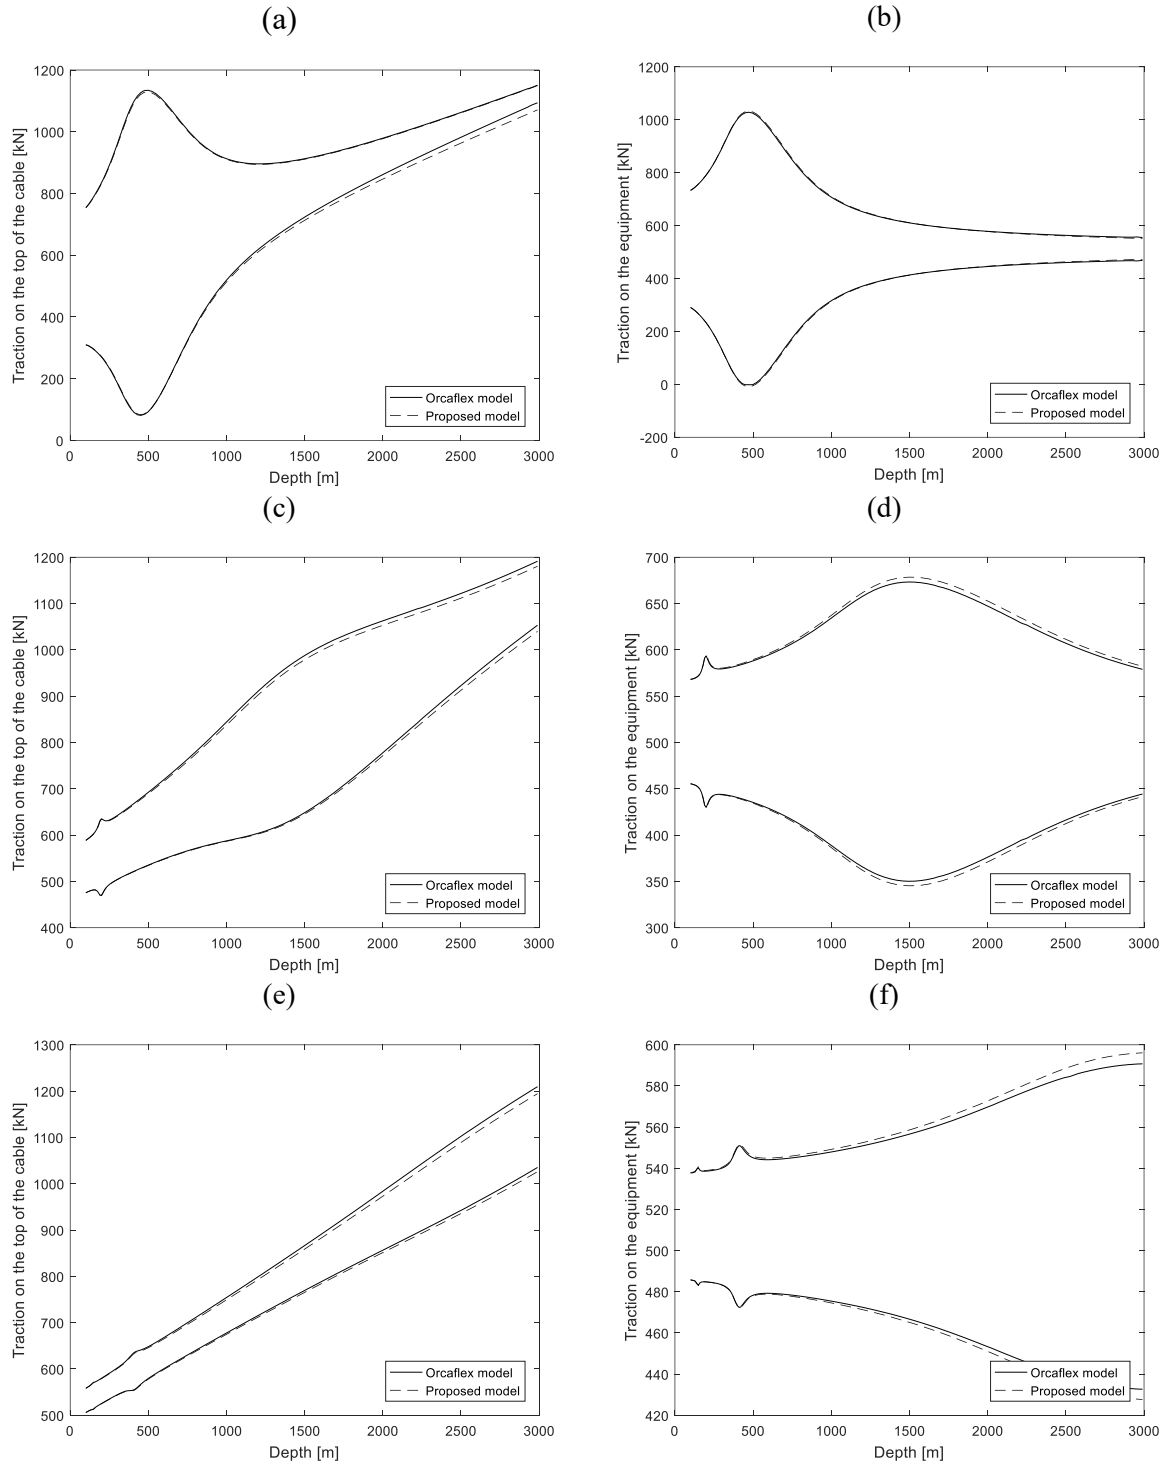 (a)
Traction on the top of the cable [kN]
1200
1000
800
600
400
200
0
0 500 1000 1500 2000 2500 3000
Depth [m]
Orcaflex model
Proposed model
(b)
Traction on the equipment [kN]
1200
1000
800
600
400
200
0
-200
0 500 1000 1500 2000 2500 3000
Depth [m]
Orcaflex model
Proposed model
(c)
Traction on the top of the cable [kN]
1200
1100
1000
900
800
700
600
500
400
0 500 1000 1500 2000 2500 3000
Depth [m]
Orcaflex model
Proposed model
(d)
Traction on the equipment [kN]
700
650
600
550
500
450
400
350
300
0 500 1000 1500 2000 2500 3000
Depth [m]
Orcaflex model
Proposed model
(e)
Traction on the top of the cable [kN]
1300
1200
1100
1000
900
800
700
600
500
0 500 1000 1500 2000 2500 3000
Depth [m]
Orcaflex model
Proposed model
(f)
Traction on the equipment [kN]
600
580
560
540
520
500
480
460
440
420
0 500 1000 1500 2000 2500 3000
Depth [m]
Orcaflex model
Proposed model